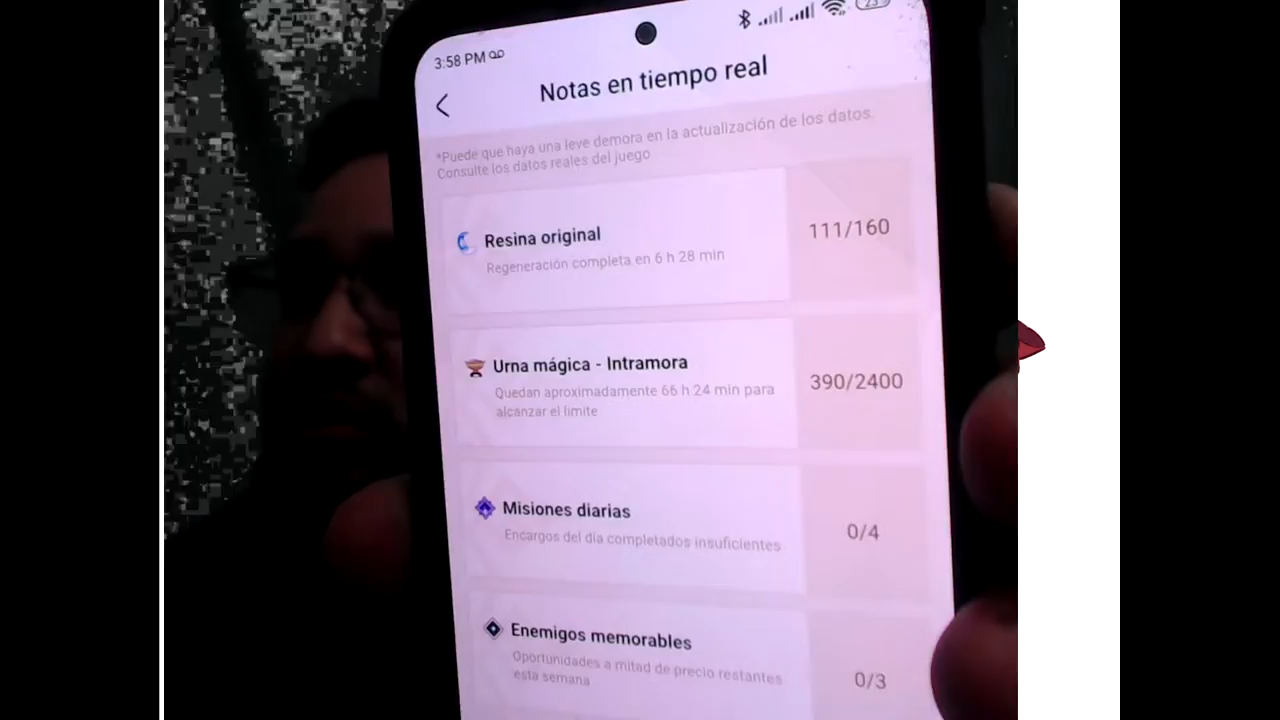 3:58 PM
23
Notas en tiempo real
*Puede que haya una leve demora en la actualización de los datos.
Consulte los datos reales del juego
Resina original
Regeneración completa en 6 h 28 min
111/160
Urna mágica - Intramora
Quedan aproximadamente 66 h 24 min para
alcanzar el límite
390/2400
Misiones diarias
Encargos del día completados insuficientes
0/4
Enemigos memorables
Oportunidades a mitad de precio restantes
esta semana
0/3